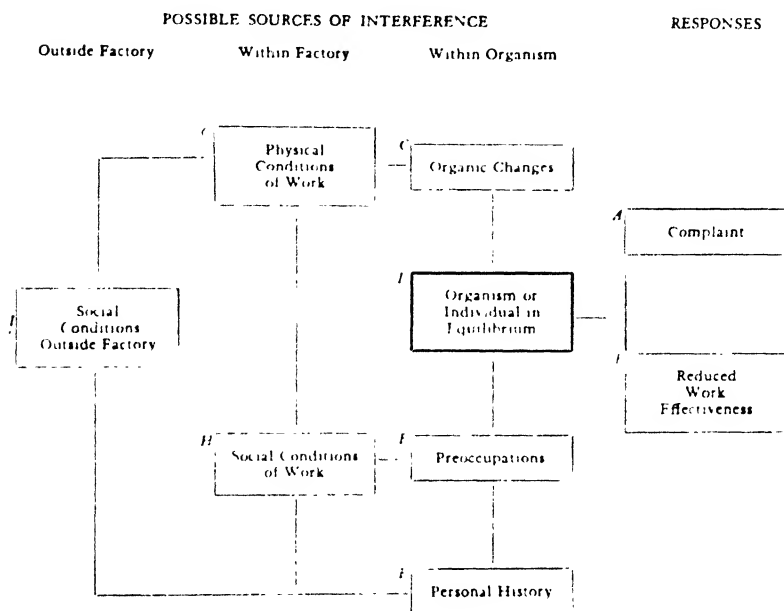 POSSIBLE SOURCES OF INTERFERENCE
RESPONSES
Outside Factory
Within Factory
Within Organism
Physical
Conditions
of Work
C
Organic Changes
A
Complaint
Social
Conditions
Outside Factory
Organism or
Individual in
Equilibrium
Reduced
Work
Effectiveness
H
Social Conditions
of Work
Preoccupations
Personal History